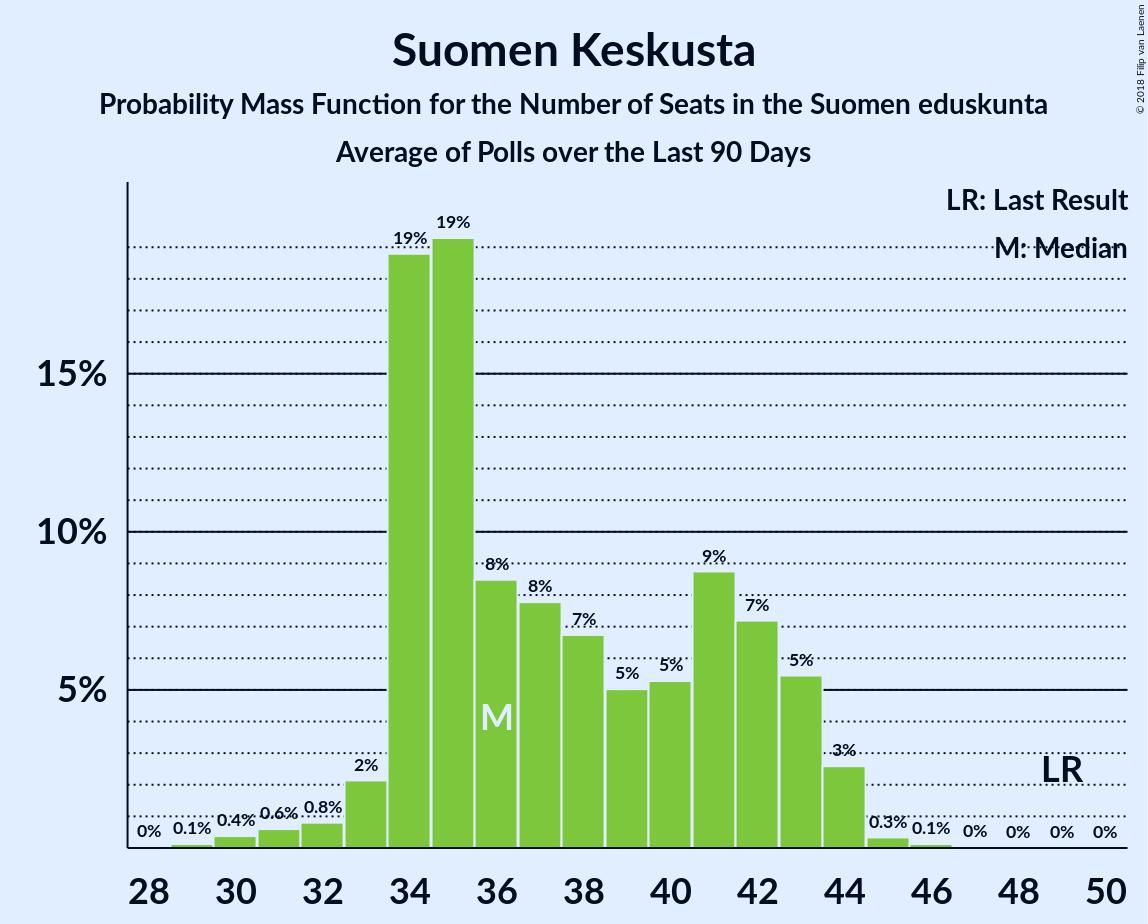 Suomen Keskusta
Probability Mass Function for the Number of Seats in the Suomen eduskunta
Average of Polls over the Last 90 Days
© 2018 Filip van Laenen
LR: Last Result
M: Median
15%
10%
5%
0%
0.1%
0.4%
0.6%
0.8%
2%
19%
19%
8%
8%
7%
5%
5%
9%
7%
5%
3%
0.3%
0.1%
0%
0%
0%
0%
M
LR
28 30 32 34 36 38 40 42 44 46 48 50